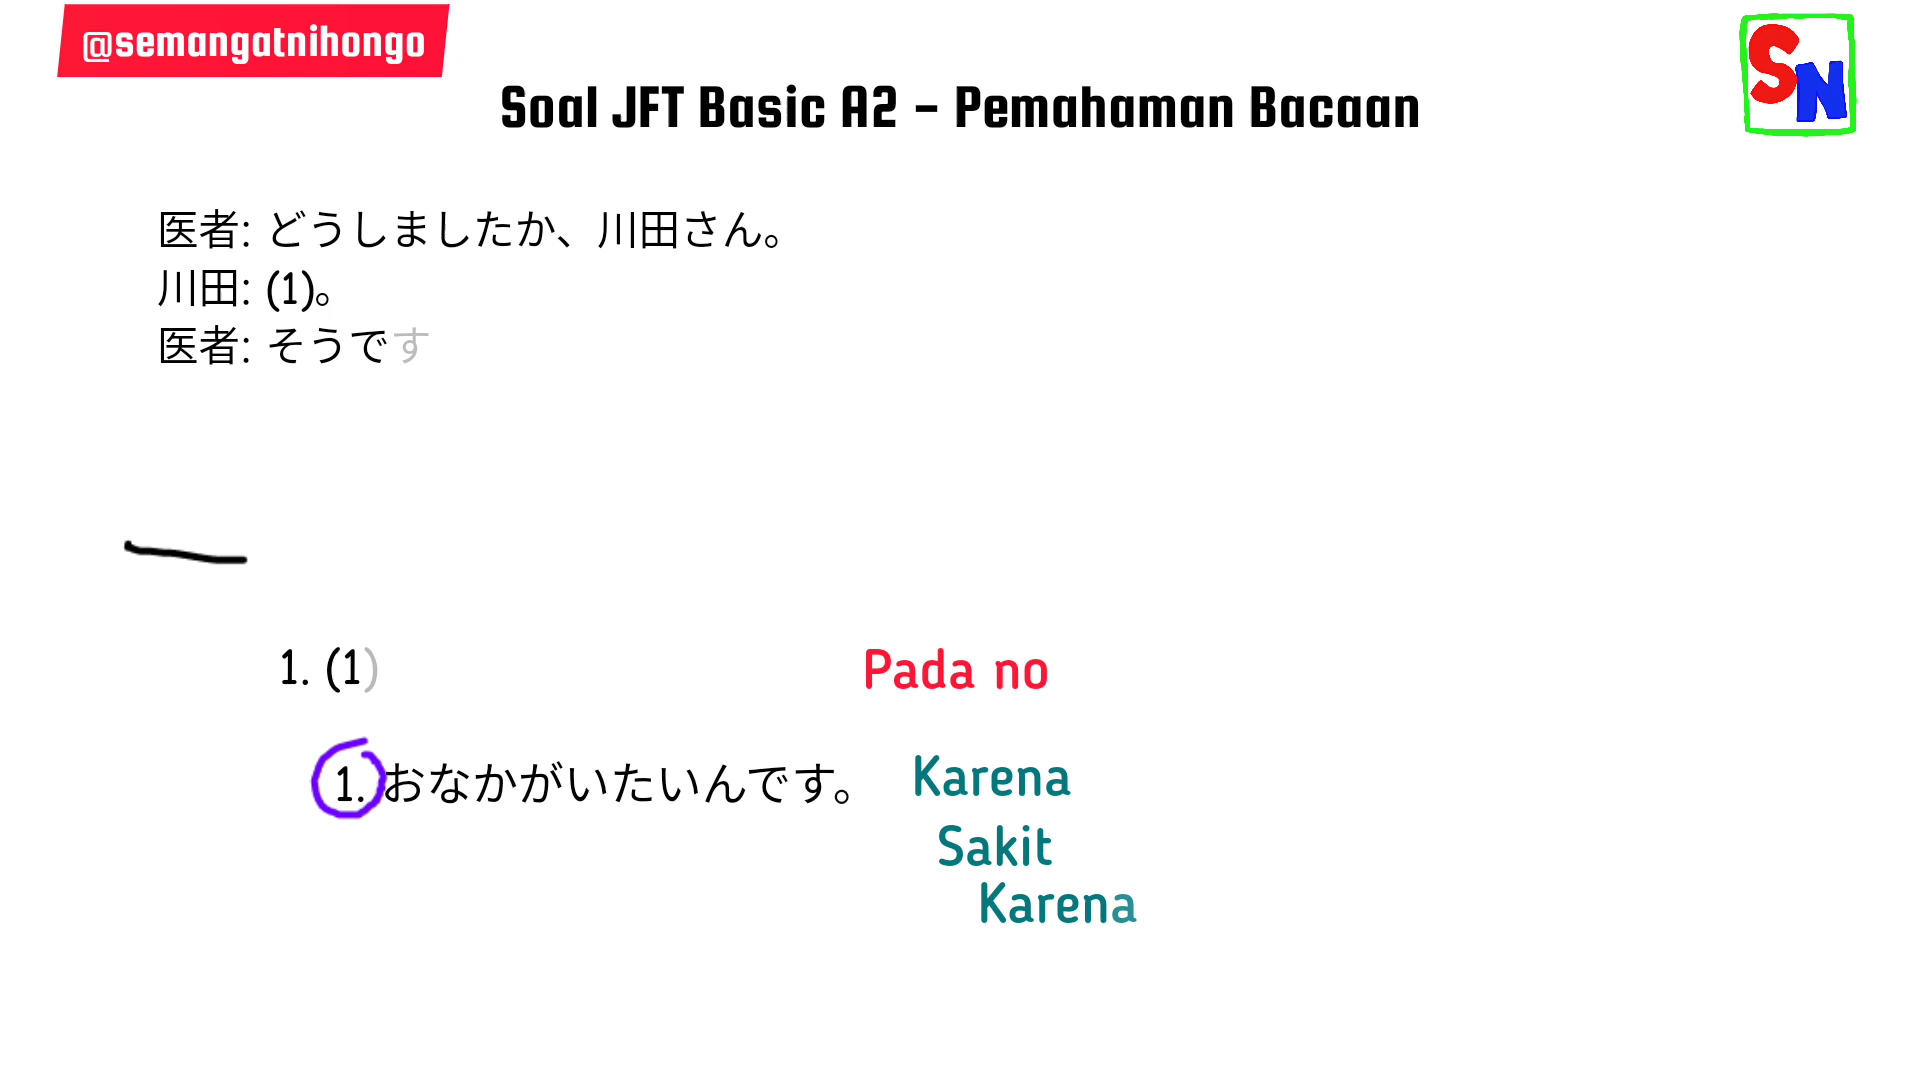 @semangatnihongo
SN
Soal JFT Basic A2 - Pemahaman Bacaan
医者: どうしましたか、川田さん。
川田: (1)。
医者: そうです
1. (1)
Pada no
1. おなかがいたいんです。
Karena
Sakit
Karena